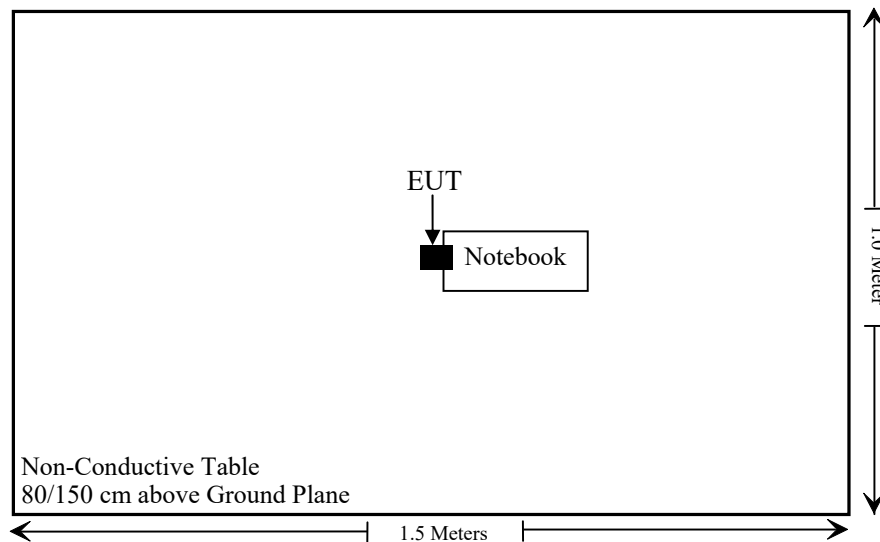 EUT
Notebook
1.0 Meter
Non-Conductive Table
80/150 cm above Ground Plane
1.5 Meters